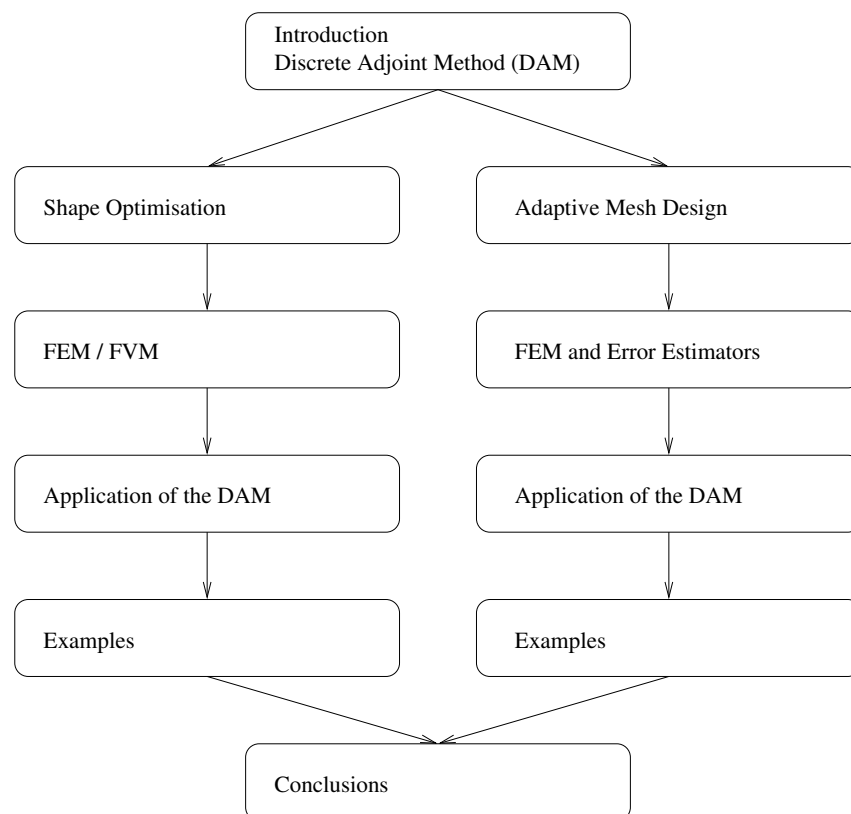 Introduction
Discrete Adjoint Method (DAM)
Shape Optimisation
Adaptive Mesh Design
FEM / FVM
FEM and Error Estimators
Application of the DAM
Application of the DAM
Examples
Examples
Conclusions